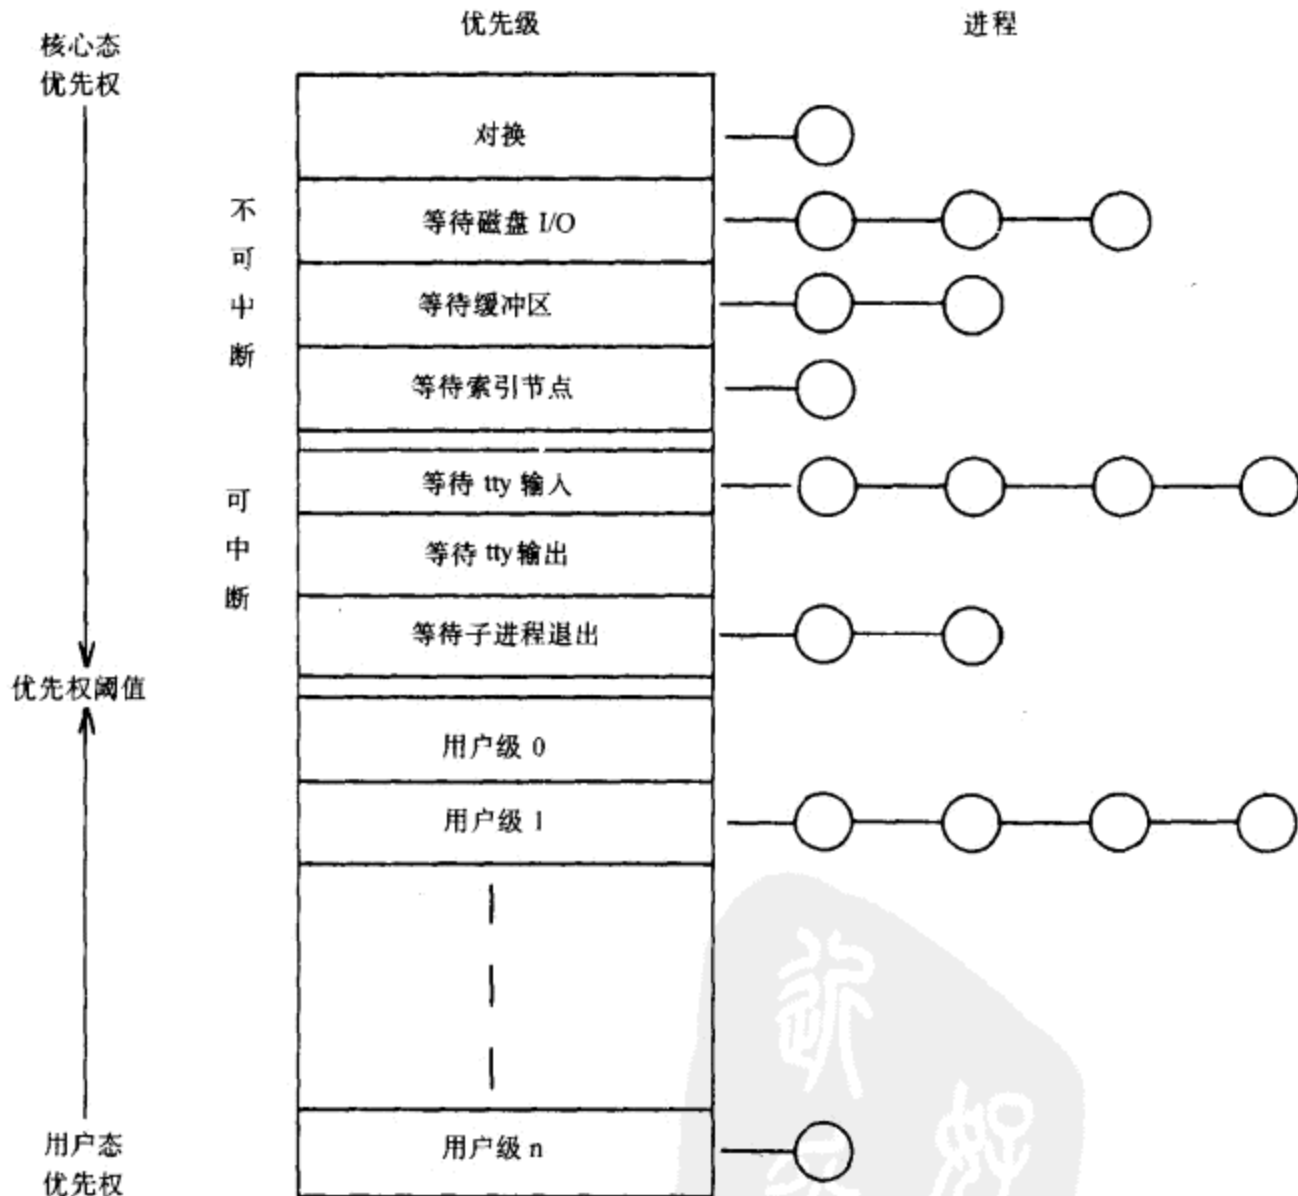 优先级
进程
核心态
优先权
对换
不可中断
等待磁盘 I/O
等待缓冲区
等待索引节点
可中断
等待 tty 输入
等待 tty 输出
等待子进程退出
优先权阈值
用户级 0
用户级 1
用户级 n
用户态
优先权